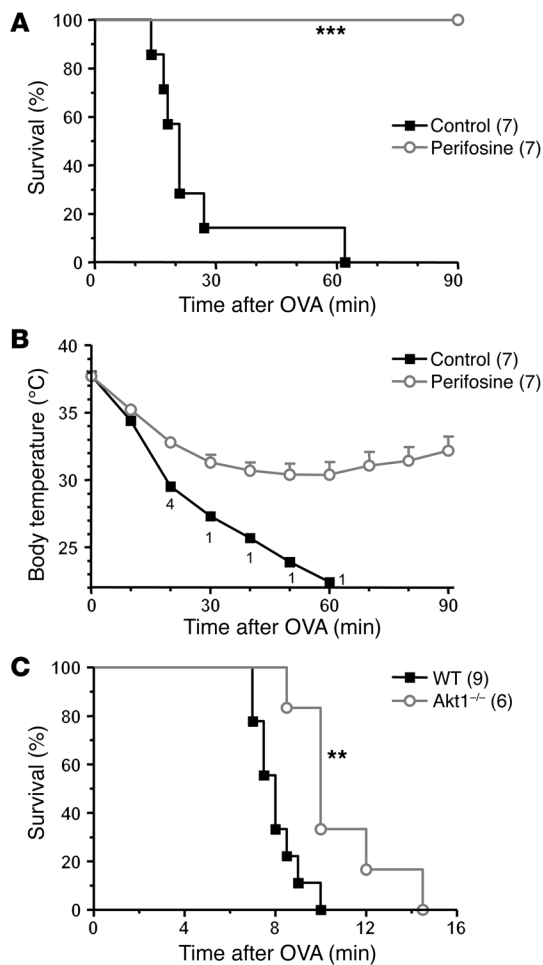 A
100
80
60
40
20
0
Survival (%)
***
Control (7)
Perifosine (7)
0 30 60 90
Time after OVA (min)
B
40
35
30
25
Body temperature (°C)
Control (7)
Perifosine (7)
4
1
1
1
1
0 30 60 90
Time after OVA (min)
C
100
80
60
40
20
0
Survival (%)
WT (9)
Akt1⁻/⁻ (6)
**
0 4 8 12 16
Time after OVA (min)